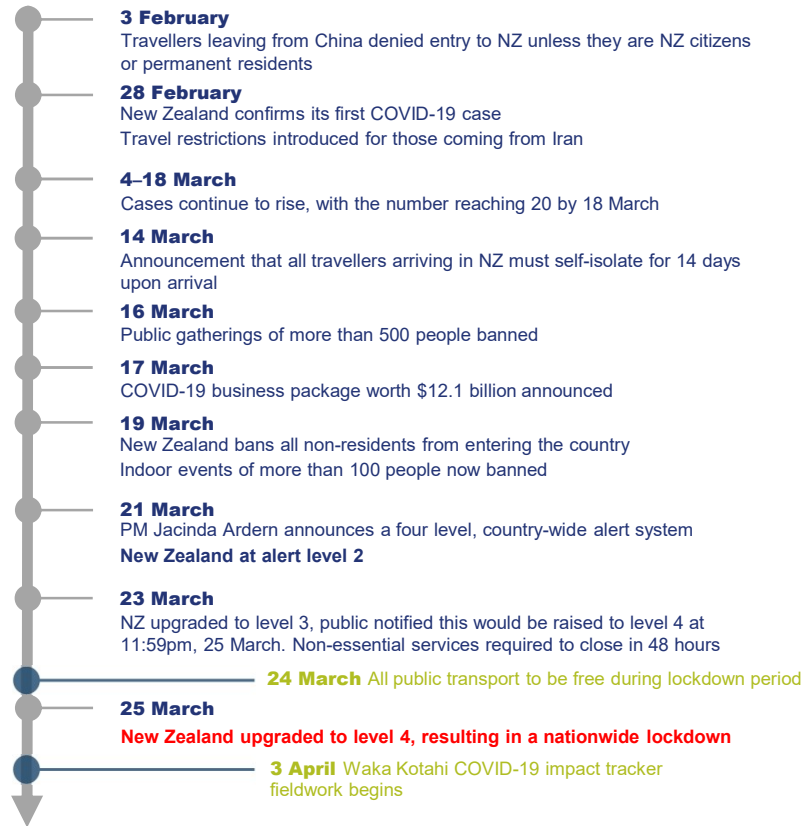 3 February
Travellers leaving from China denied entry to NZ unless they are NZ citizens
or permanent residents
28 February
New Zealand confirms its first COVID-19 case
Travel restrictions introduced for those coming from Iran
4–18 March
Cases continue to rise, with the number reaching 20 by 18 March
14 March
Announcement that all travellers arriving in NZ must self-isolate for 14 days
upon arrival
16 March
Public gatherings of more than 500 people banned
17 March
COVID-19 business package worth $12.1 billion announced
19 March
New Zealand bans all non-residents from entering the country
Indoor events of more than 100 people now banned
21 March
PM Jacinda Ardern announces a four level, country-wide alert system
New Zealand at alert level 2
23 March
NZ upgraded to level 3, public notified this would be raised to level 4 at
11:59pm, 25 March. Non-essential services required to close in 48 hours
24 March All public transport to be free during lockdown period
25 March
New Zealand upgraded to level 4, resulting in a nationwide lockdown
3 April Waka Kotahi COVID-19 impact tracker
fieldwork begins